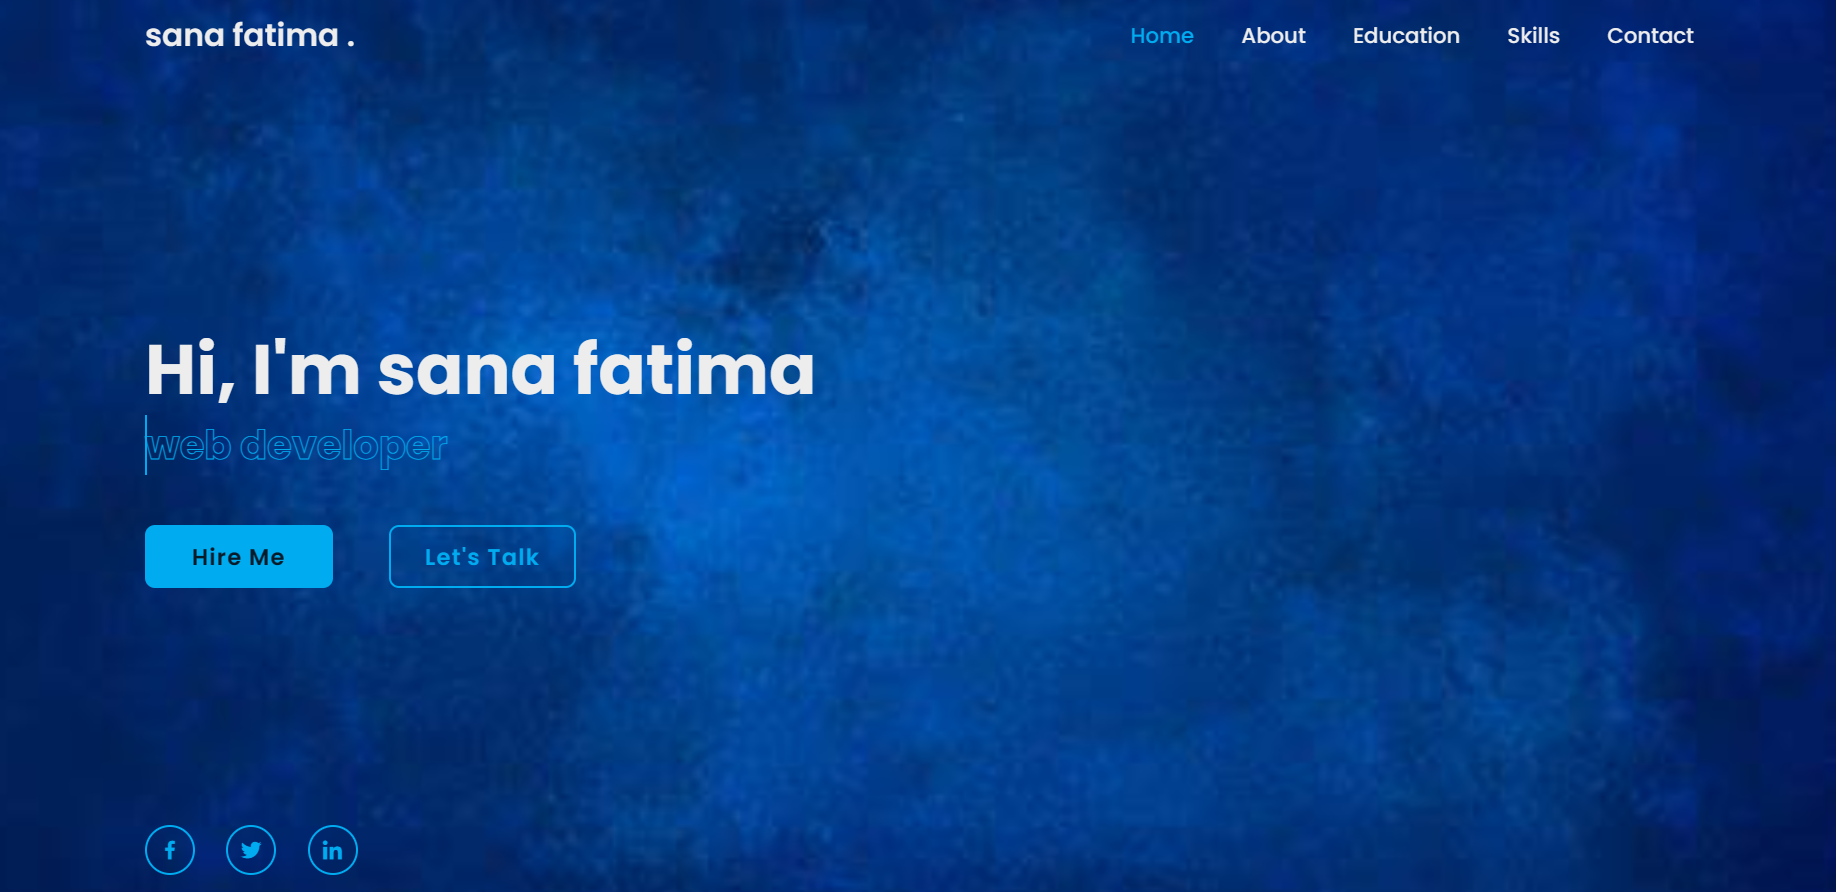 sana fatima .
Home About Education Skills Contact
Hi, I'm sana fatima
web developer
Hire Me
Let's Talk